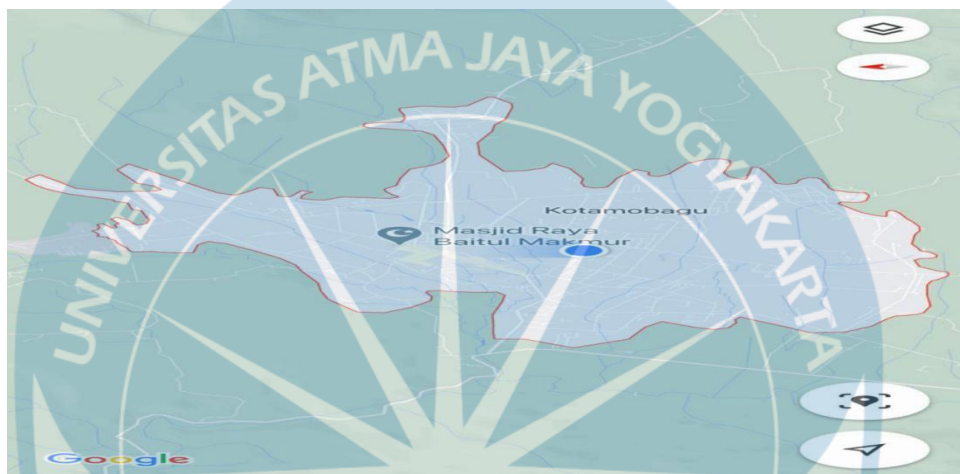 UNIVERSITAS ATMA JAYA YOGYAKARTA
Kotamobagu
Masjid Raya
Baitul Makmur
Google